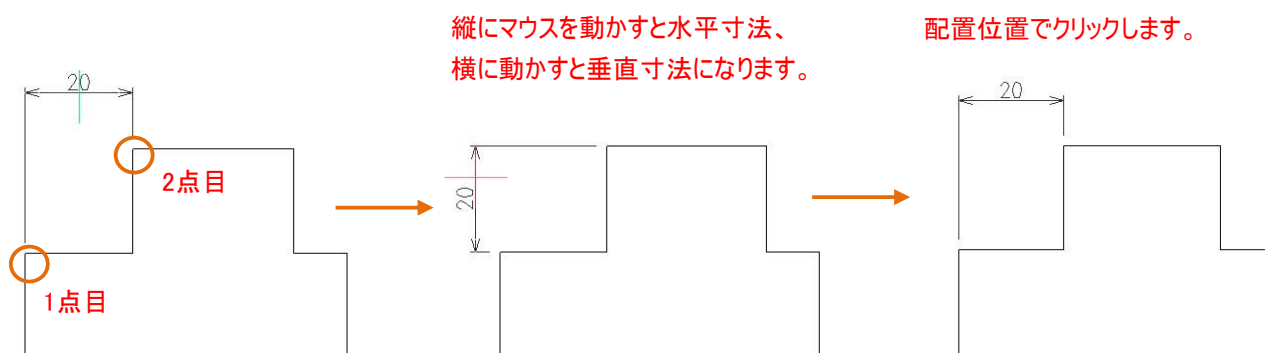 縦にマウスを動かすと水平寸法、
横に動かすと垂直寸法になります。
配置位置でクリックします。
20
2点目
1点目
20
20